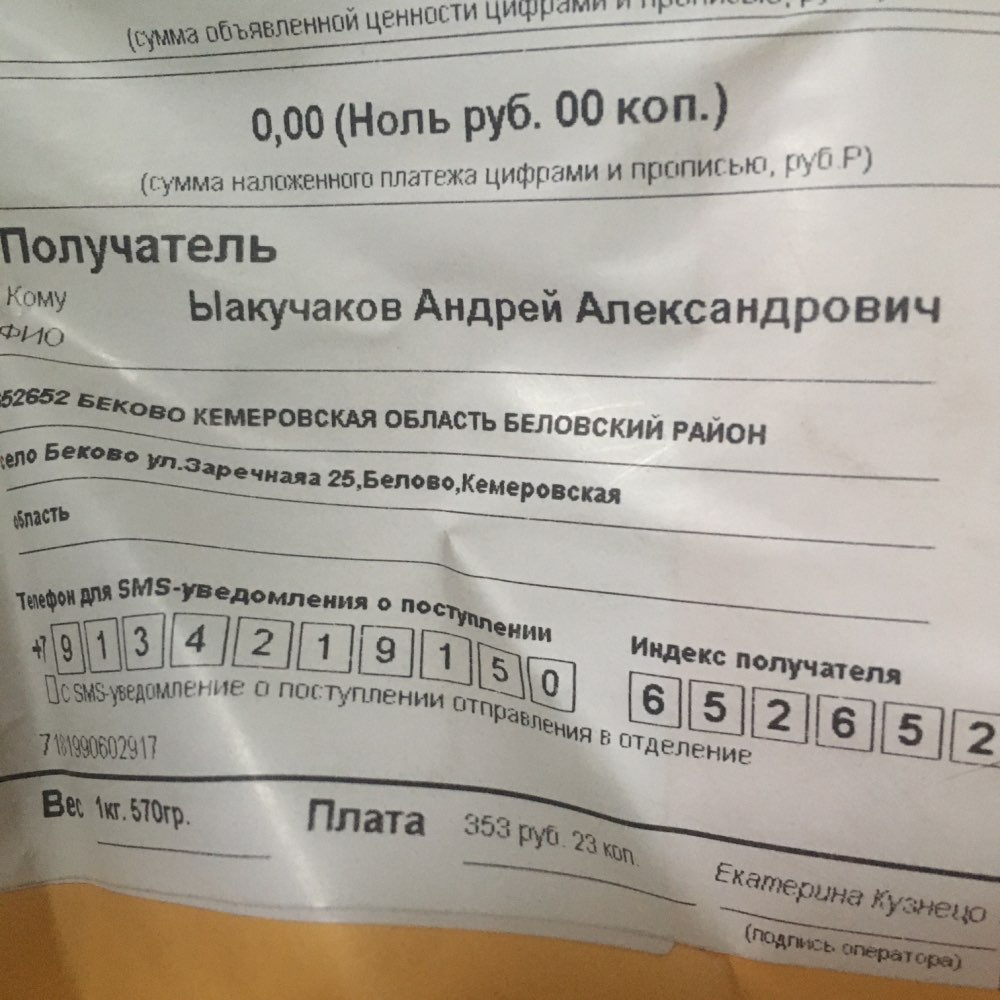 (сумма объявленной ценности цифрами и прописью,
0,00 (Ноль руб. 00 коп.)
(сумма наложенного платежа цифрами и прописью, руб.Р)
Получатель
Кому Ыакучаков Андрей Александрович
ФИО
52652 БЕКОВО КЕМЕРОВСКАЯ ОБЛАСТЬ БЕЛОВСКИЙ РАЙОН
село Беково ул.Заречнаяа 25,Белово,Кемеровская
область
Телефон для SMS-уведомления о поступлении
+7 9 1 3 4 2 1 9 1 5 0
Индекс получателя
6 5 2 6 5 2
С SMS-уведомление о поступлении отправления в отделение
7181990602917
Вес 1кг. 570гр. Плата 353 руб. 23 коп.
Екатерина Кузнецо
(подпись оператора)